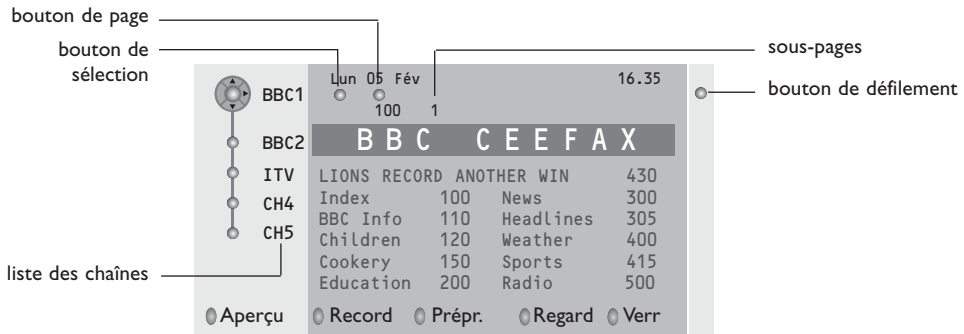 bouton de page
bouton de
sélection
sous-pages
bouton de défilement
Lun 05 Fév 16.35
BBC1
100 1
BBC2
BBC CEEFAX
ITV
LIONS RECORD ANOTHER WIN 430
CH4
Index 100 News 300
BBC Info 110 Headlines 305
CH5
Children 120 Weather 400
Cookery 150 Sports 415
liste des chaînes
Education 200 Radio 500
Aperçu Record Prépr. Regard Verr